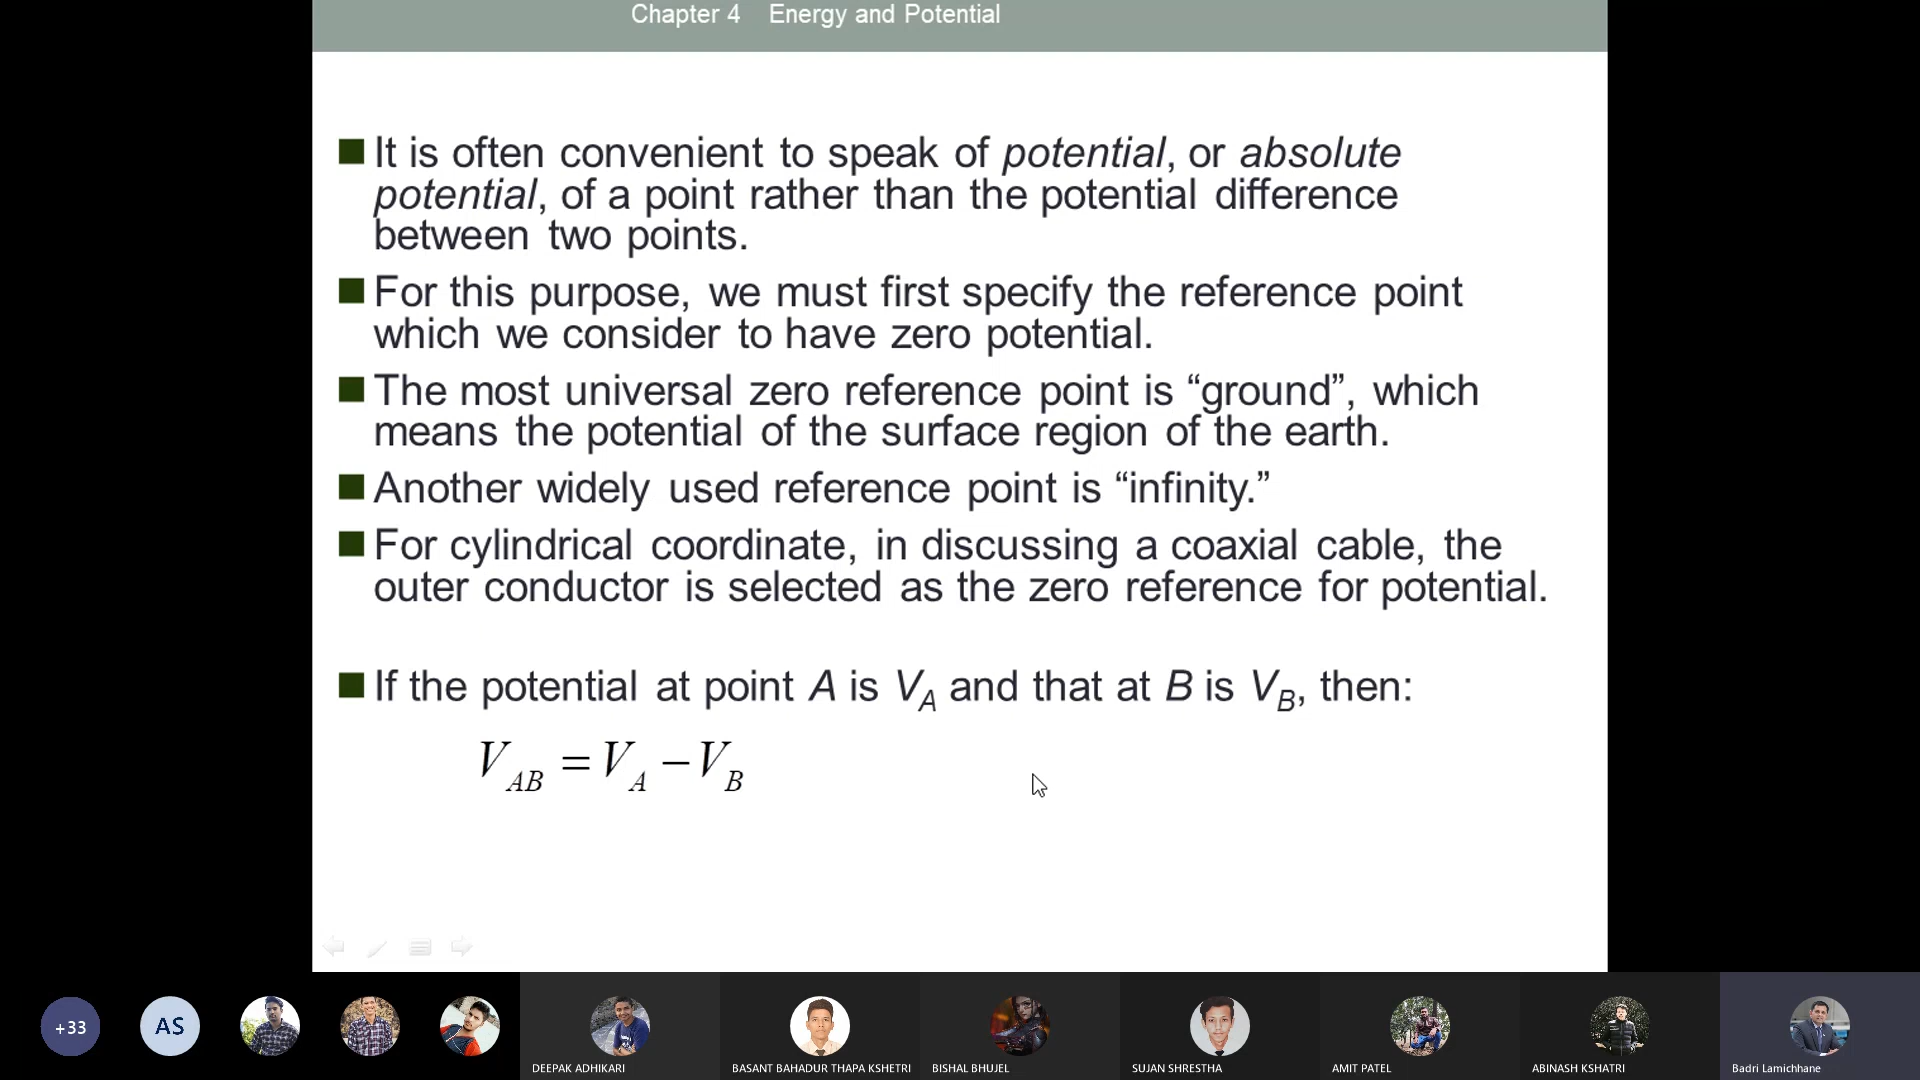 Chapter 4 Energy and Potential
It is often convenient to speak of potential, or absolute
potential, of a point rather than the potential difference
between two points.
For this purpose, we must first specify the reference point
which we consider to have zero potential.
The most universal zero reference point is “ground”, which
means the potential of the surface region of the earth.
Another widely used reference point is “infinity.”
For cylindrical coordinate, in discussing a coaxial cable, the
outer conductor is selected as the zero reference for potential.
If the potential at point A is V_A and that at B is V_B, then:
V_AB = V_A − V_B
+33
AS
DEEPAK ADHIKARI
BASANT BAHADUR THAPA KSHETRI
BISHAL BHUJEL
SUJAN SHRESTHA
AMIT PATEL
ABINASH KSHATRI
Badri Lamichhane